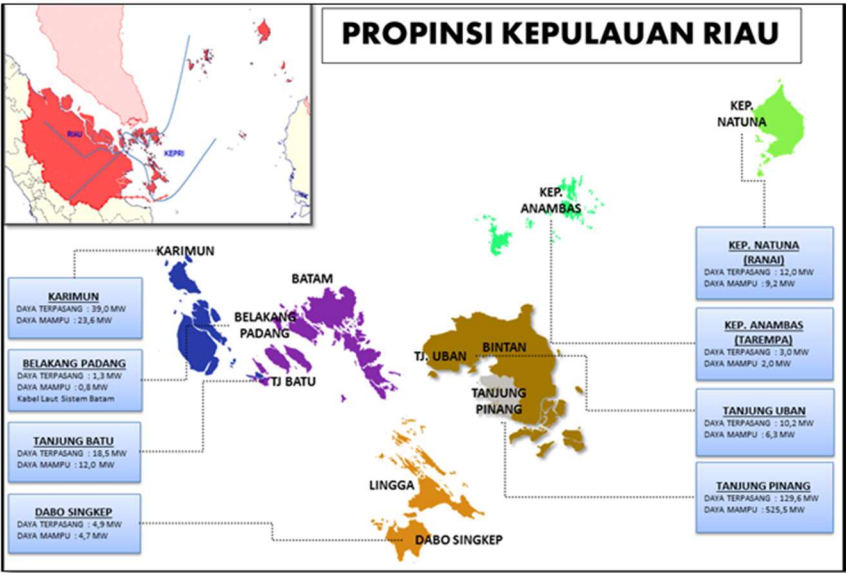 PROPINSI KEPULAUAN RIAU
RIAU
KEPRI
KEP.
NATUNA
KEP.
ANAMBAS
KARIMUN
BATAM
BELAKANG
PADANG
TJ BATU
TJ. UBAN
BINTAN
TANJUNG
PINANG
LINGGA
DABO SINGKEP
KARIMUN
DAYA TERPASANG : 39,0 MW
DAYA MAMPU : 23,6 MW
BELAKANG PADANG
DAYA TERPASANG : 1,3 MW
DAYA MAMPU : 0,8 MW
Kabel Laut Sistem Batam
TANJUNG BATU
DAYA TERPASANG : 18,5 MW
DAYA MAMPU : 12,0 MW
DABO SINGKEP
DAYA TERPASANG : 4,9 MW
DAYA MAMPU : 4,7 MW
KEP. NATUNA
(RANAI)
DAYA TERPASANG : 12,0 MW
DAYA MAMPU : 9,2 MW
KEP. ANAMBAS
(TAREMPA)
DAYA TERPASANG : 3,0 MW
DAYA MAMPU 2,0 MW
TANJUNG UBAN
DAYA TERPASANG : 10,2 MW
DAYA MAMPU : 6,3 MW
TANJUNG PINANG
DAYA TERPASANG : 129,6 MW
DAYA MAMPU : 525,5 MW